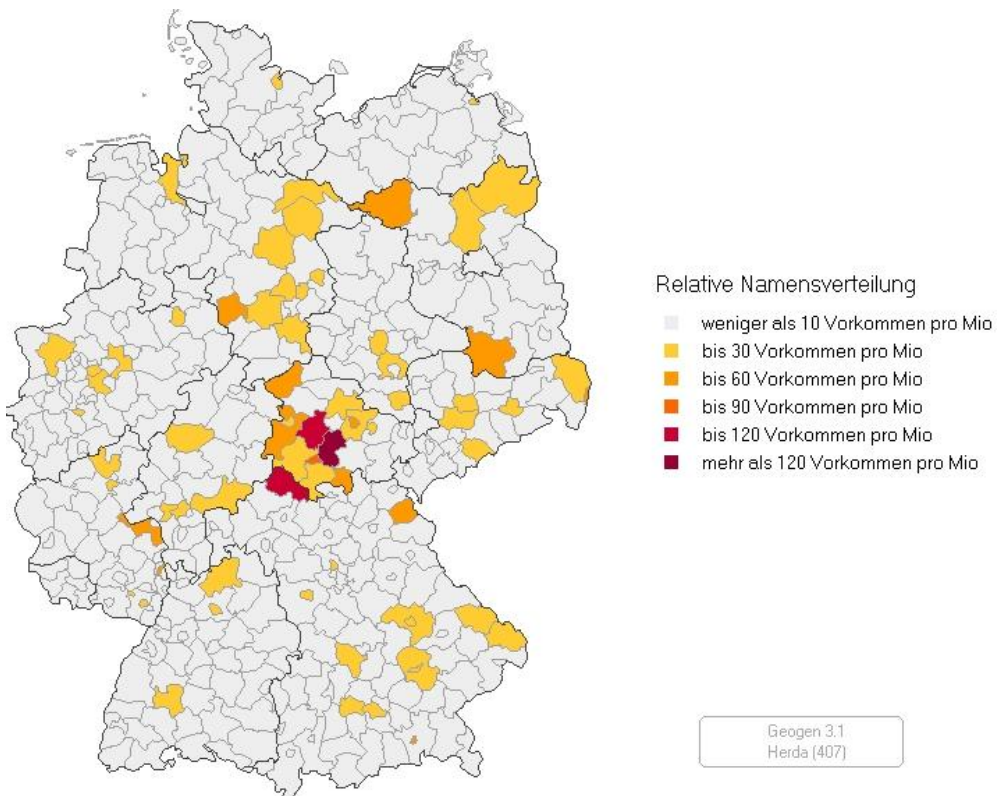 Relative Namensverteilung
weniger als 10 Vorkommen pro Mio
bis 30 Vorkommen pro Mio
bis 60 Vorkommen pro Mio
bis 90 Vorkommen pro Mio
bis 120 Vorkommen pro Mio
mehr als 120 Vorkommen pro Mio
Geogen 3.1
Herda (407)